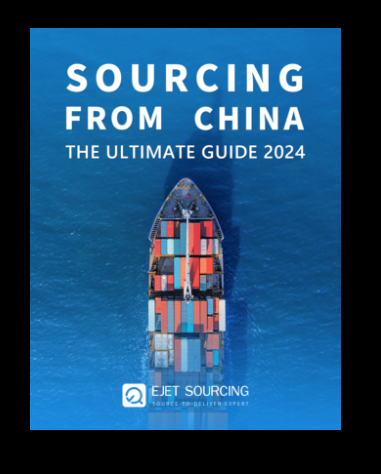 SOURCING
FROM CHINA
THE ULTIMATE GUIDE 2024
EJET SOURCING
SOURCE TO DELIVER EXPERT